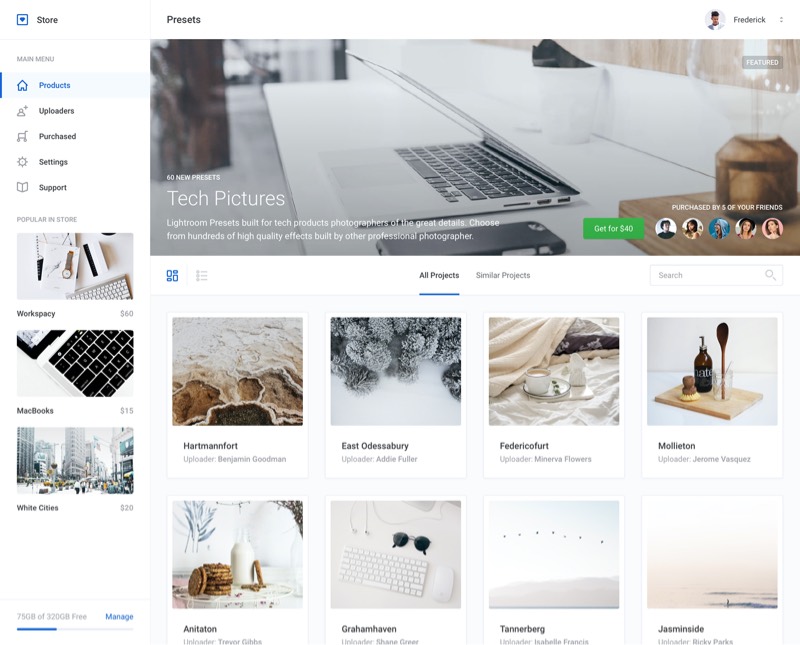 Store
Presets
Frederick
MAIN MENU
Products
Uploaders
Purchased
Settings
Support
POPULAR IN STORE
Workspacy
$60
MacBooks
$15
White Cities
$20
75GB of 320GB Free
Manage
FEATURED
60 NEW PRESETS
Tech Pictures
Lightroom Presets built for tech products photographers of the great details. Choose
from hundreds of high quality effects built by other professional photographer.
Get for $40
PURCHASED BY 5 OF YOUR FRIENDS
All Projects
Similar Projects
Search
Hartmannfort
Uploader: Benjamin Goodman
East Odessabury
Uploader: Addie Fuller
Federicofurt
Uploader: Minerva Flowers
Mollieton
Uploader: Jerome Vasquez
Anitaton
Uploader: Trevor Gibbs
Grahamhaven
Uploader: Shane Greer
Tannerberg
Uploader: Isabelle Francis
Jasminside
Uploader: Ricky Parks